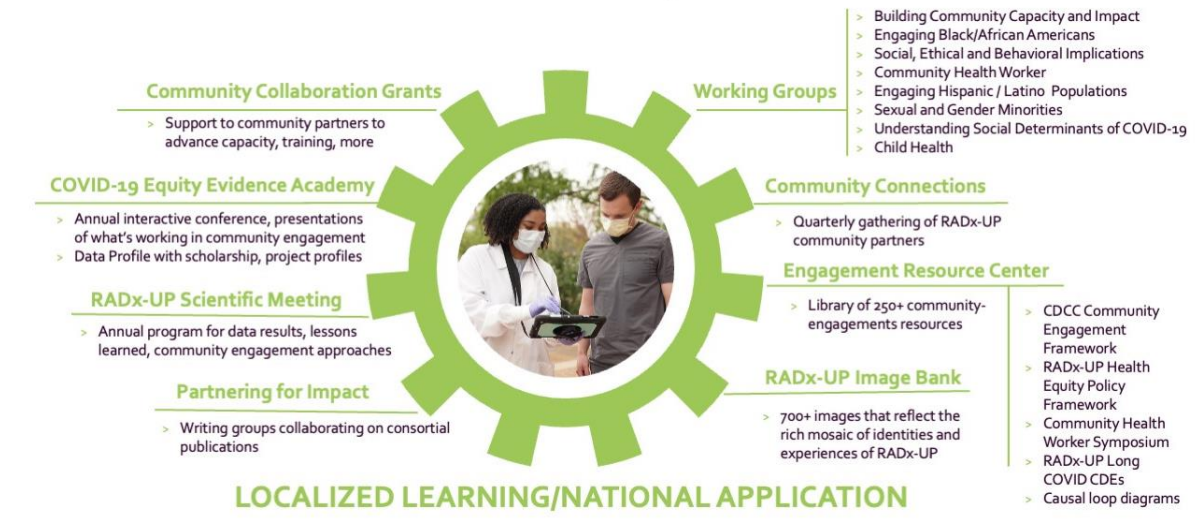 Community Collaboration Grants
> Support to community partners to
advance capacity, training, more
COVID-19 Equity Evidence Academy
> Annual interactive conference, presentations
of what's working in community engagement
> Data Profile with scholarship, project profiles
RADx-UP Scientific Meeting
> Annual program for data results, lessons
learned, community engagement approaches
Partnering for Impact
> Writing groups collaborating on consortial
publications
Working Groups
> Building Community Capacity and Impact
> Engaging Black/African Americans
> Social, Ethical and Behavioral Implications
> Community Health Worker
> Engaging Hispanic / Latino Populations
> Sexual and Gender Minorities
> Understanding Social Determinants of COVID-19
> Child Health
Community Connections
> Quarterly gathering of RADx-UP
community partners
Engagement Resource Center
> Library of 250+ community-
engagements resources
> CDCC Community
Engagement
Framework
> RADx-UP Health
Equity Policy
Framework
> Community Health
Worker Symposium
> RADx-UP Long
COVID CDEs
> Causal loop diagrams
RADx-UP Image Bank
> 700+ images that reflect the
rich mosaic of identities and
experiences of RADx-UP
LOCALIZED LEARNING/NATIONAL APPLICATION